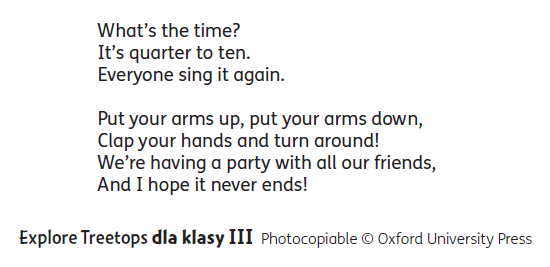 What's the time?
It's quarter to ten.
Everyone sing it again.
Put your arms up, put your arms down,
Clap your hands and turn around!
We're having a party with all our friends,
And I hope it never ends!
Explore Treetops dla klasy III Photocopiable © Oxford University Press